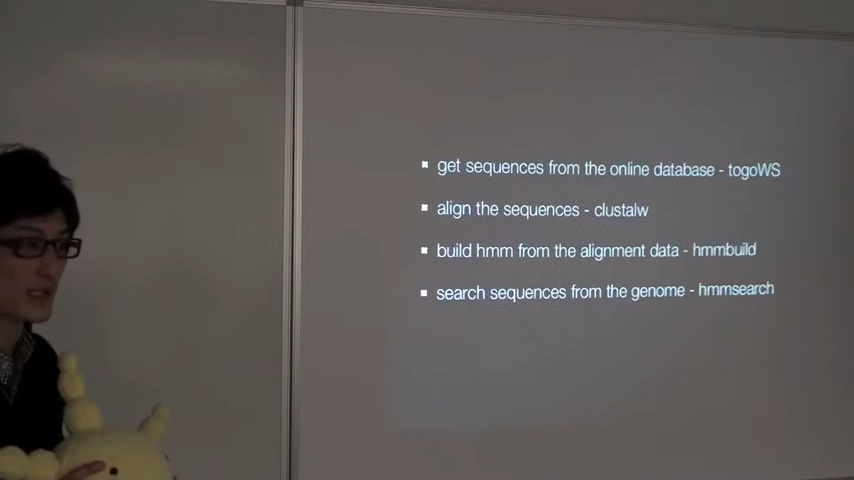 get sequences from the online database - togoWS
align the sequences - clustalw
build hmm from the alignment data - hmmbuild
search sequences from the genome - hmmsearch